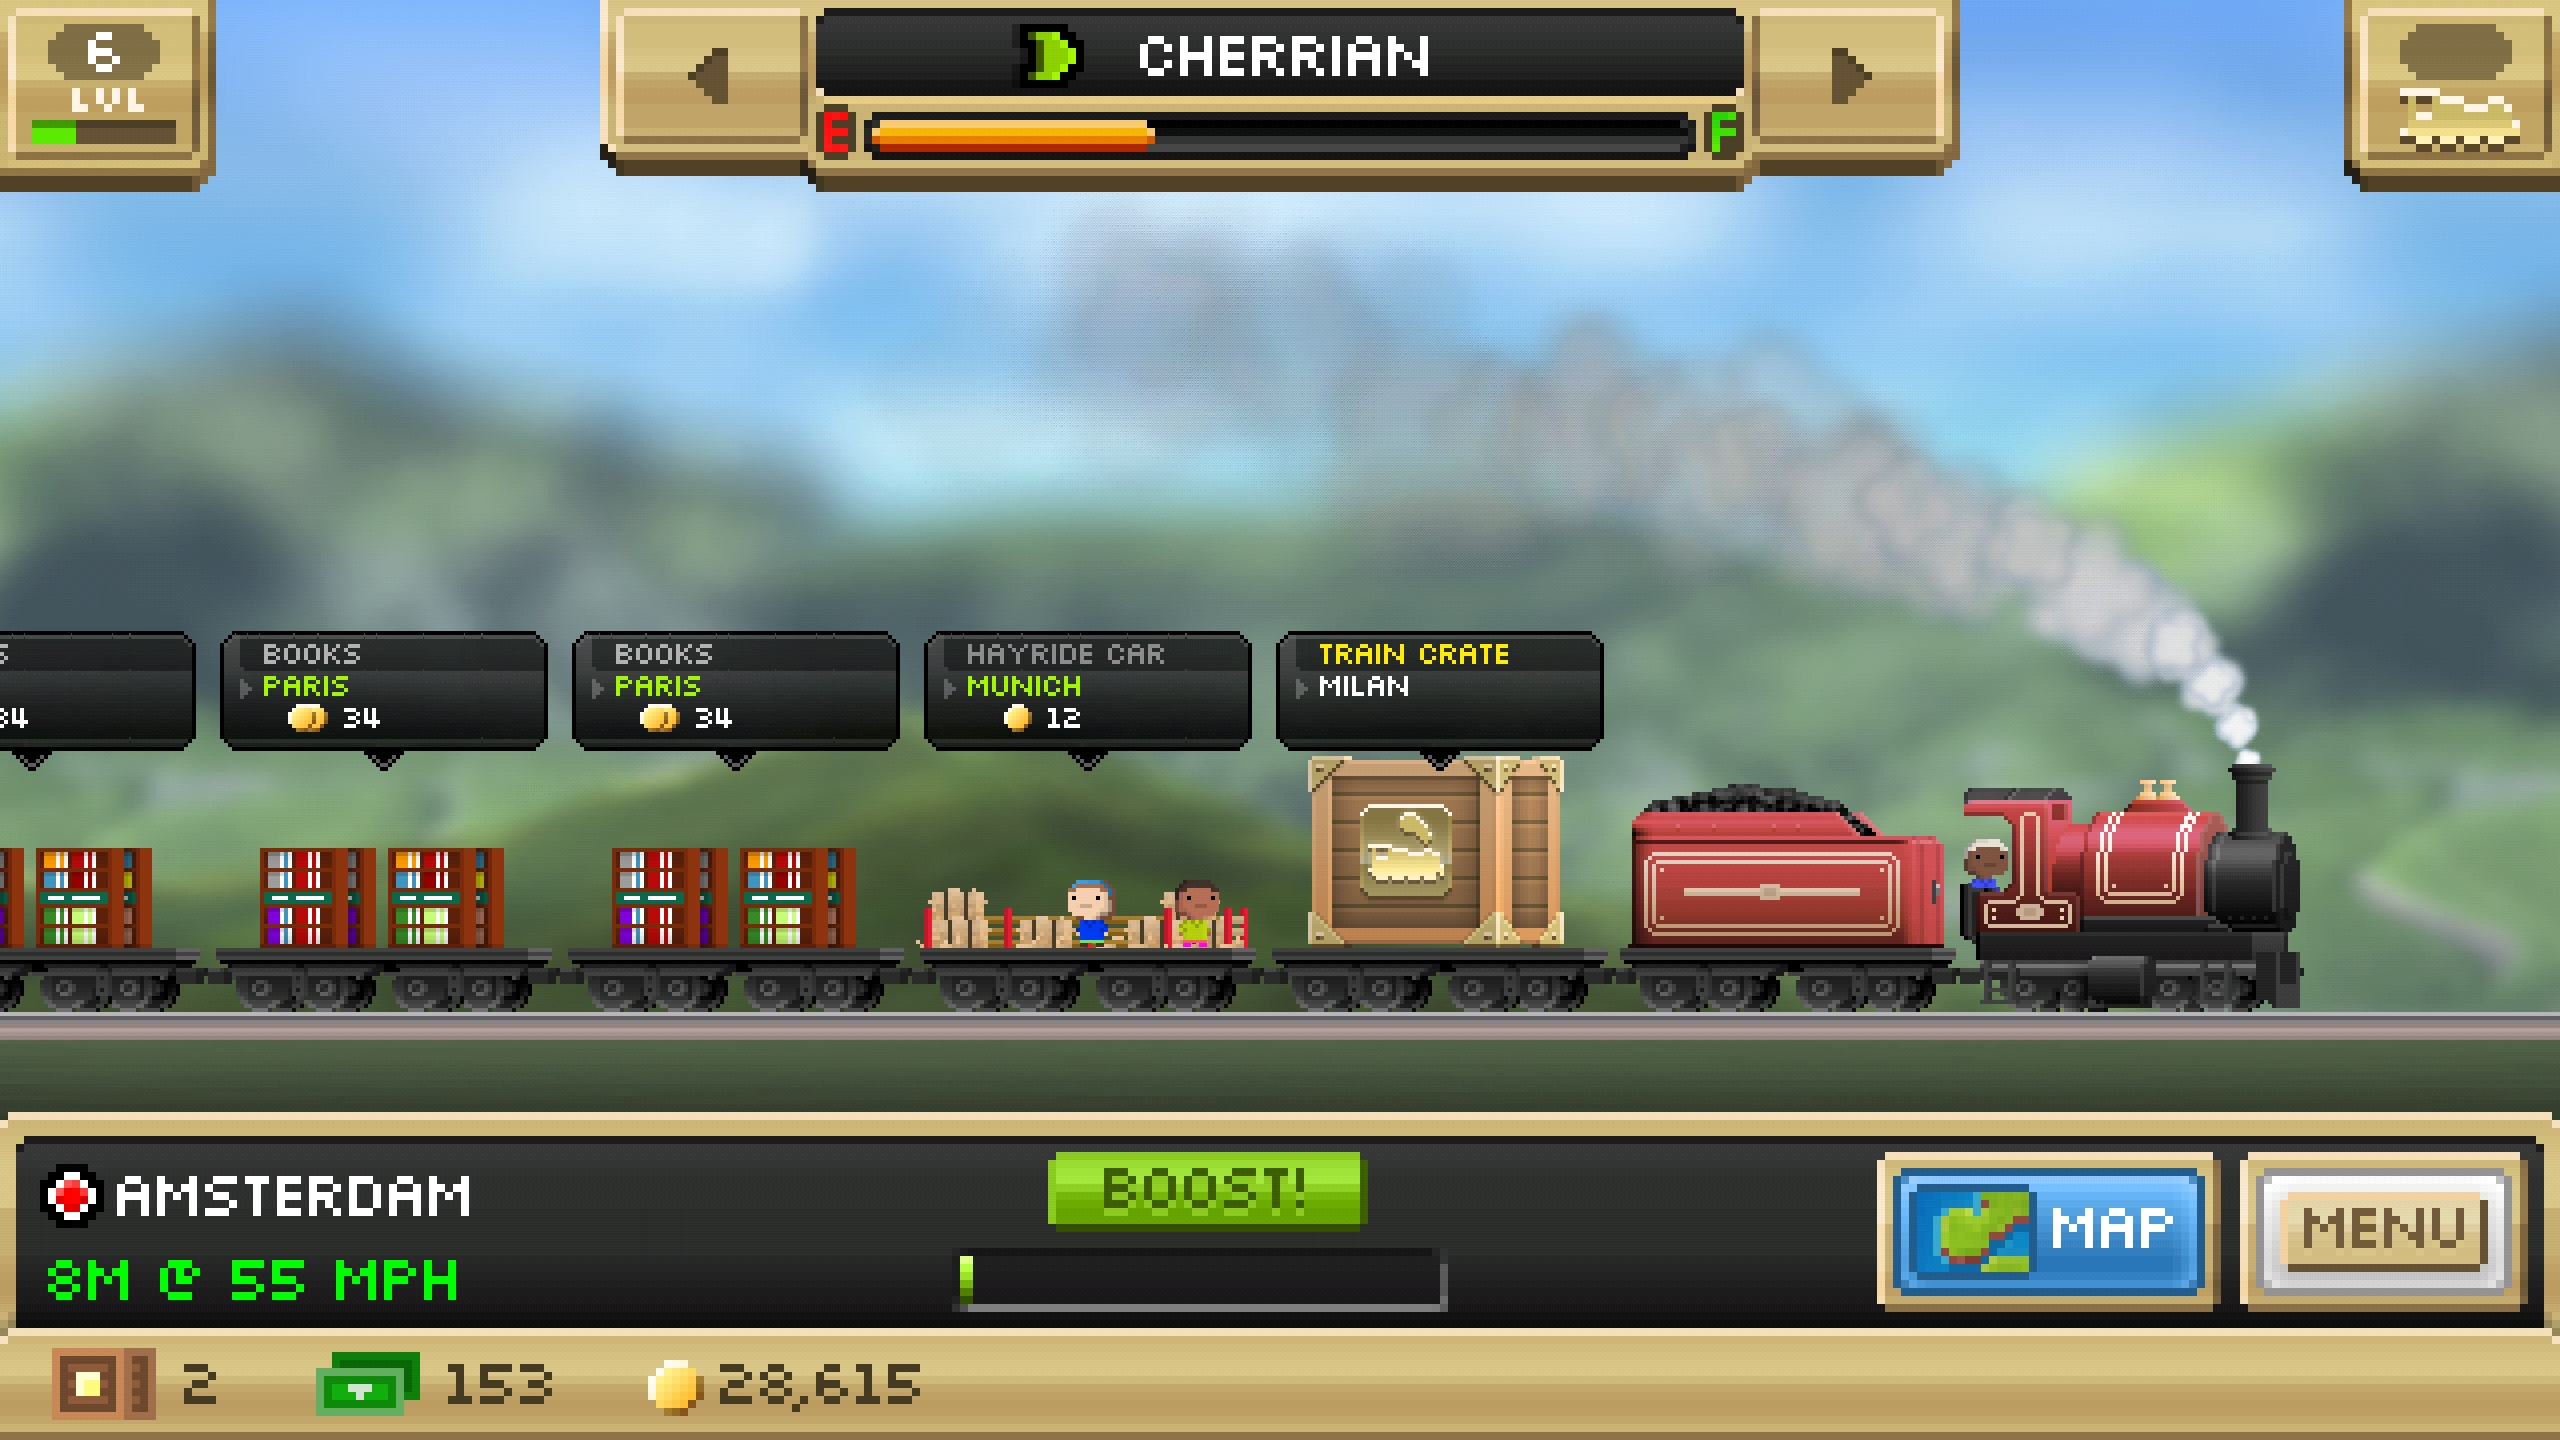 6
LVL
CHERRIAN
E
F
S
34
BOOKS
PARIS
34
BOOKS
PARIS
34
HAYRIDE CAR
MUNICH
12
TRAIN CRATE
MILAN
AMSTERDAM
8M @ 55 MPH
BOOST!
MAP
MENU
2
153
28,615